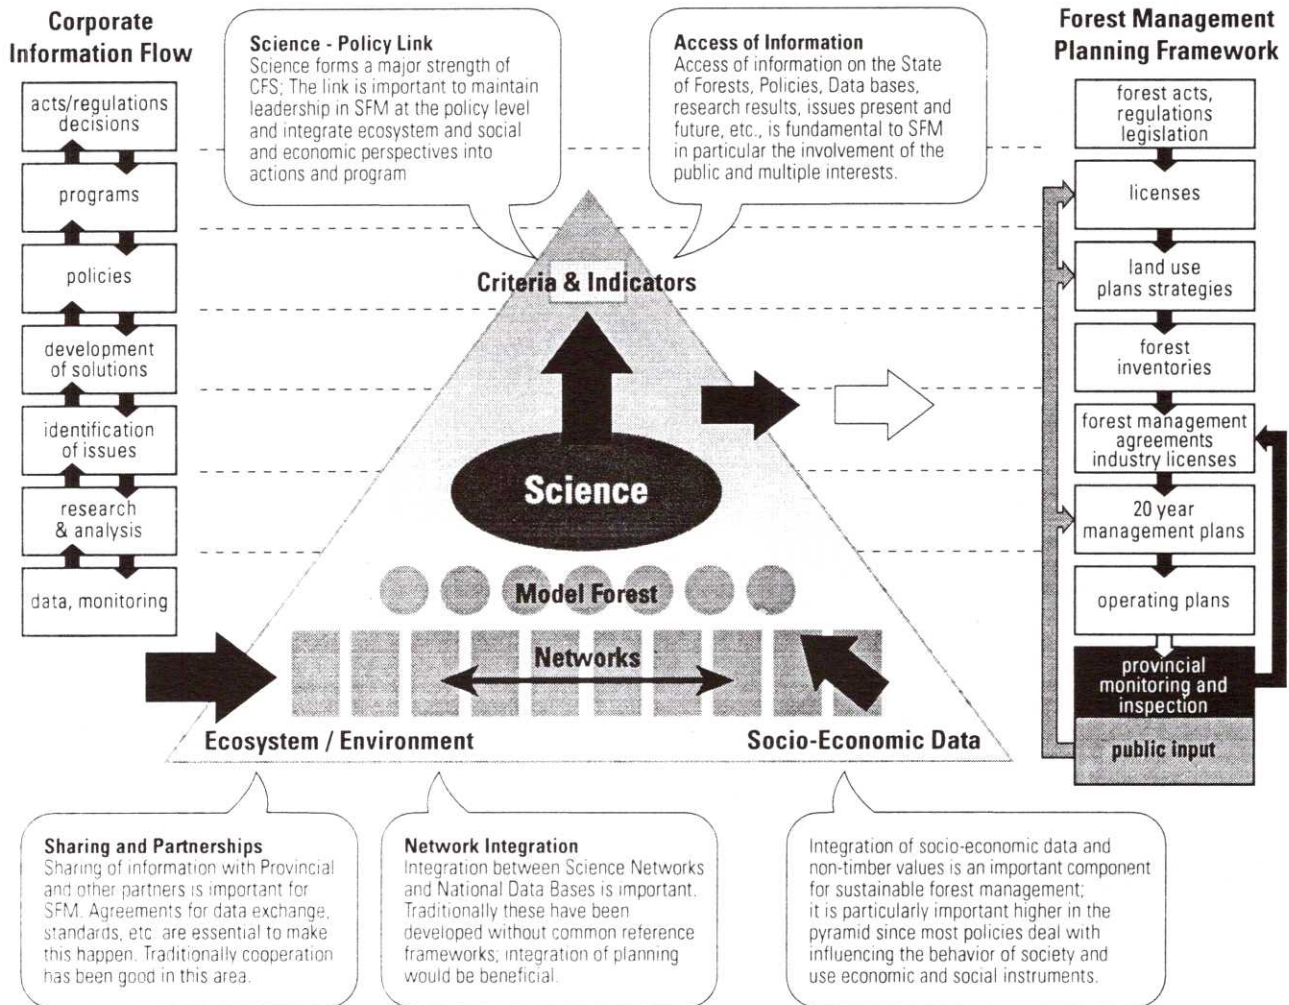 Corporate
Information Flow
acts/regulations
decisions
programs
policies
development
of solutions
identification
of issues
research
& analysis
data, monitoring
Science - Policy Link
Science forms a major strength of
CFS; The link is important to maintain
leadership in SFM at the policy level
and integrate ecosystem and social
and economic perspectives into
actions and program
Access of Information
Access of information on the State
of Forests, Policies, Data bases,
research results, issues present and
future, etc., is fundamental to SFM
in particular the involvement of the
public and multiple interests.
Criteria & Indicators
Science
Model Forest
Networks
Ecosystem / Environment
Socio-Economic Data
Forest Management
Planning Framework
forest acts,
regulations
legislation
licenses
land use
plans strategies
forest
inventories
forest management
agreements
industry licenses
20 year
management plans
operating plans
provincial
monitoring and
inspection
public input
Sharing and Partnerships
Sharing of information with Provincial
and other partners is important for
SFM. Agreements for data exchange,
standards, etc. are essential to make
this happen. Traditionally cooperation
has been good in this area.
Network Integration
Integration between Science Networks
and National Data Bases is important.
Traditionally these have been
developed without common reference
frameworks; integration of planning
would be beneficial.
Integration of socio-economic data and
non-timber values is an important component
for sustainable forest management;
it is particularly important higher in the
pyramid since most policies deal with
influencing the behavior of society and
use economic and social instruments.